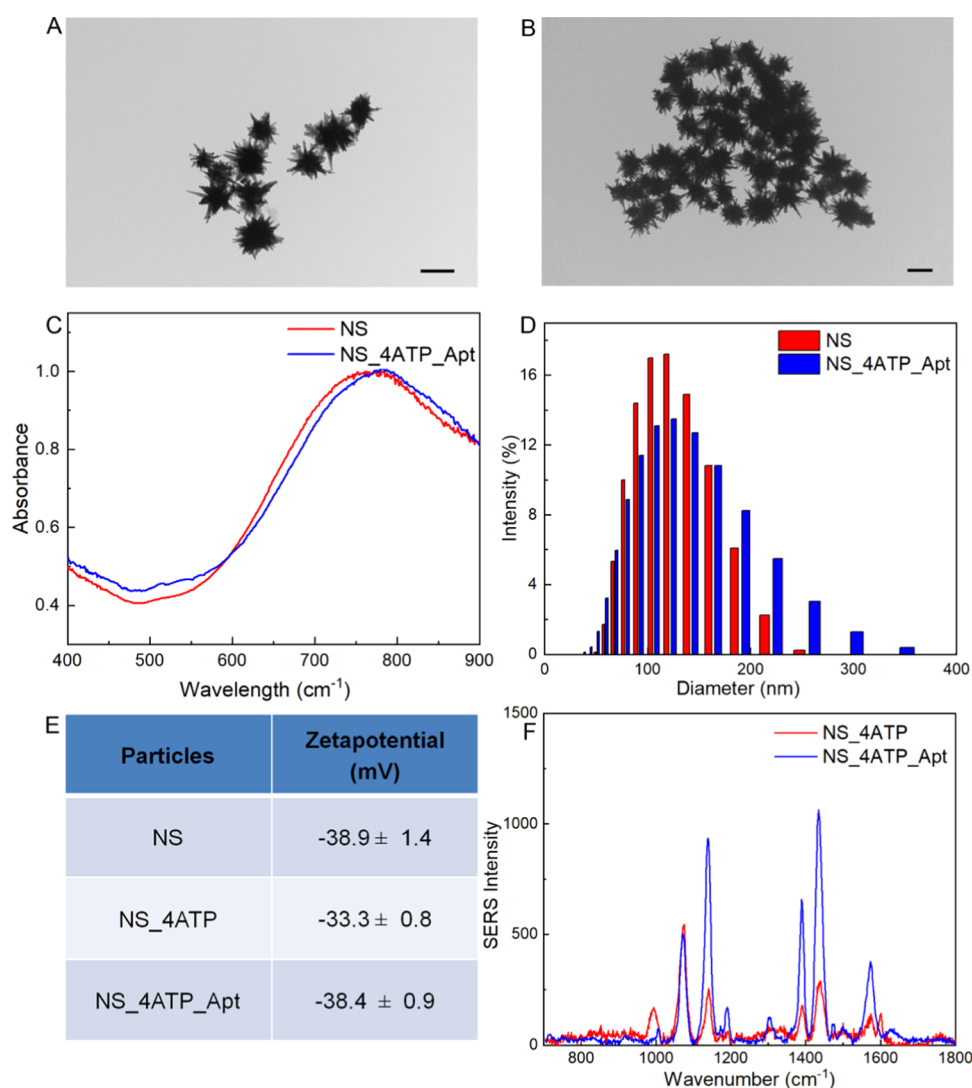 A
B
C
NS
NS_4ATP_Apt
1.0
0.8
0.6
0.4
Absorbance
400 500 600 700 800 900
Wavelength (cm⁻¹)
D
NS
NS_4ATP_Apt
16
12
8
4
0
Intensity (%)
0 100 200 300 400
Diameter (nm)
E
Particles Zetapotential
(mV)
NS -38.9 ± 1.4
NS_4ATP -33.3 ± 0.8
NS_4ATP_Apt -38.4 ± 0.9
F
NS_4ATP
NS_4ATP_Apt
1500
1000
500
0
SERS Intensity
800 1000 1200 1400 1600 1800
Wavenumber (cm⁻¹)